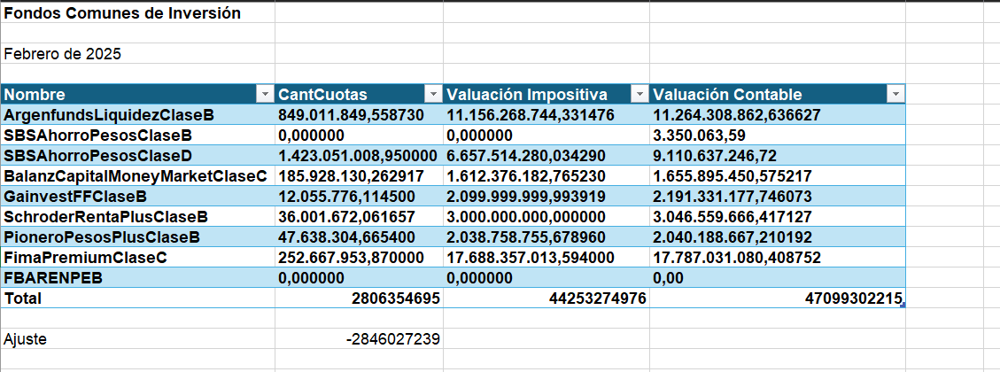 Fondos Comunes de Inversión
Febrero de 2025
Nombre CantCuotas Valuación Impositiva Valuación Contable
ArgenfundsLiquidezClaseB 849.011.849,558730 11.156.268.744,331476 11.264.308.862,636627
SBSAhorroPesosClaseB 0,000000 0,000000 3.350.063,59
SBSAhorroPesosClaseD 1.423.051.008,950000 6.657.514.280,034290 9.110.637.246,72
BalanzCapitalMoneyMarketClaseC 185.928.130,262917 1.612.376.182,765230 1.655.895.450,575217
GainvestFFClaseB 12.055.776,114500 2.099.999.999,993919 2.191.331.177,746073
SchroderRentaPlusClaseB 36.001.672,061657 3.000.000.000,000000 3.046.559.666,417127
PioneroPesosPlusClaseB 47.638.304,665400 2.038.758.755,678960 2.040.188.667,210192
FimaPremiumClaseC 252.667.953,870000 17.688.357.013,594000 17.787.031.080,408752
FBARENPEB 0,000000 0,000000 0,00
Total 2806354695 44253274976 47099302215
Ajuste -2846027239